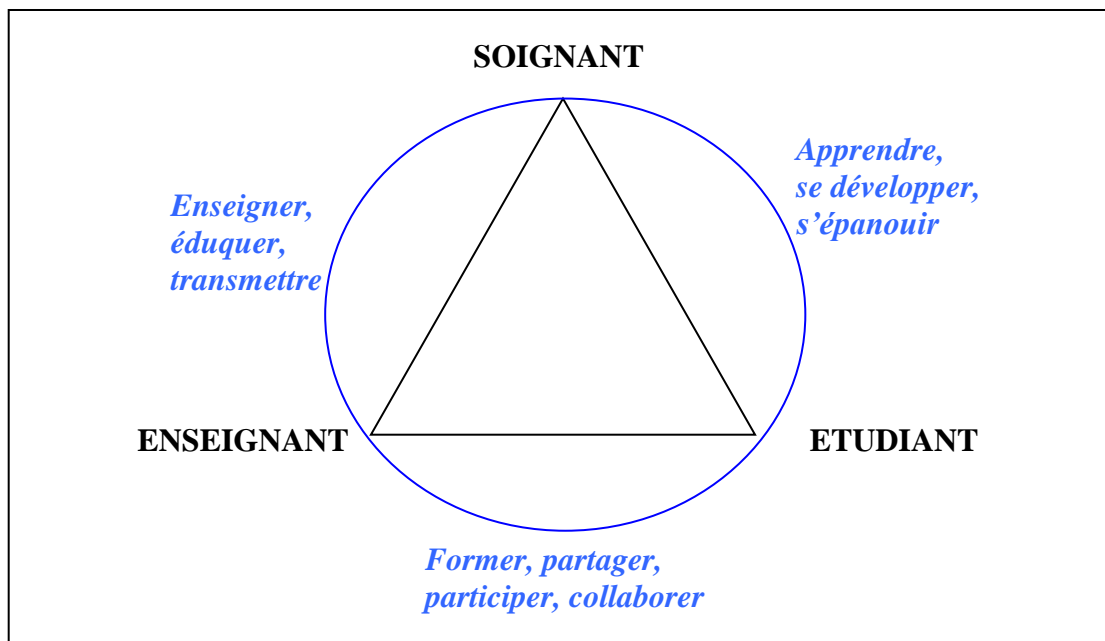 SOIGNANT
Apprendre,
se développer,
s’épanouir
Enseigner,
éduquer,
transmettre
ENSEIGNANT
ETUDIANT
Former, partager,
participer, collaborer